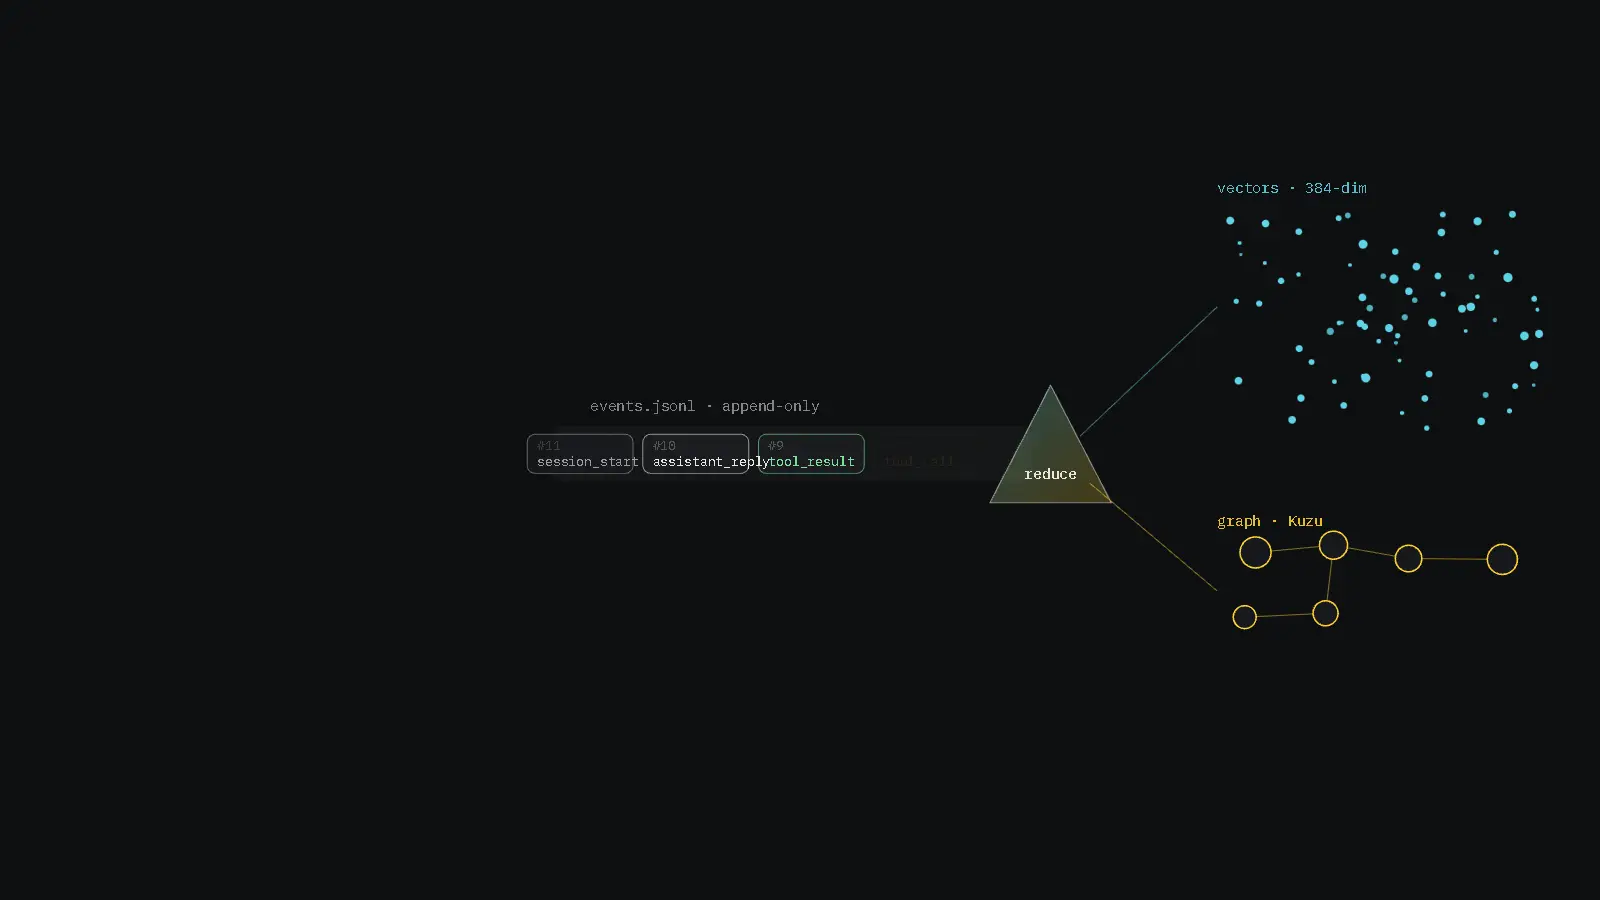 vectors · 384-dim
events.jsonl · append-only
#11
session_start
#10
assistant_reply
#9
tool_result
reduce
graph · Kuzu